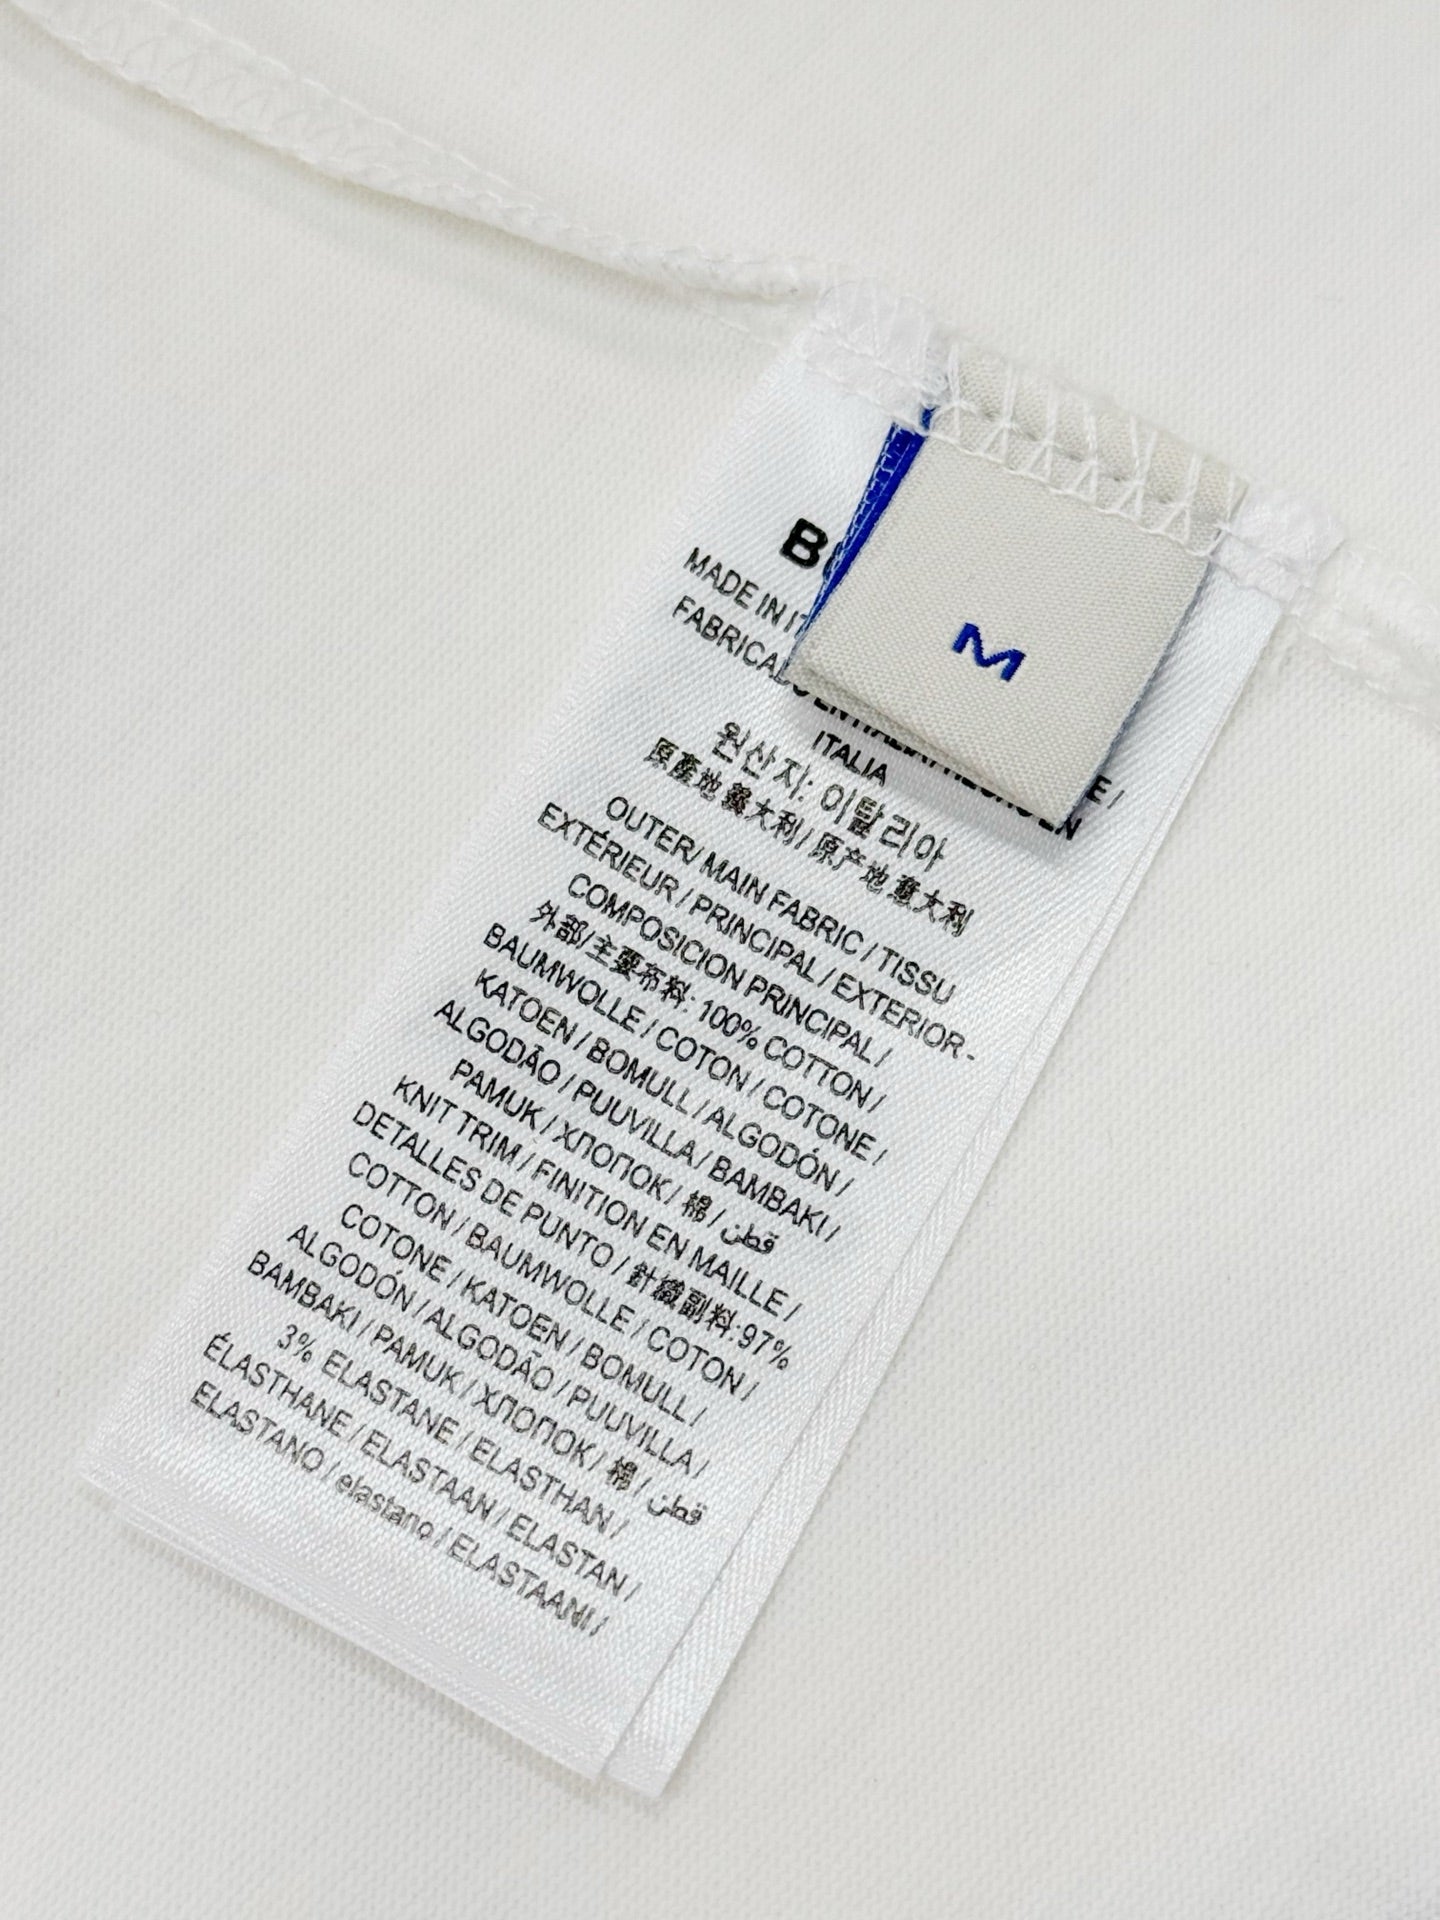 M
MADE IN
ITALIA
원산지: 이탈리아
原產地 義大利 / 原产地 意大利
OUTER/ MAIN FABRIC / TISSU
EXTÉRIEUR / PRINCIPAL / EXTERIOR -
COMPOSICION PRINCIPAL /
外部/主要布料: 100% COTTON /
BAUMWOLLE / COTON / COTONE /
KATOEN / BOMULL / ALGODÓN /
ALGODÃO / PUUVILLA / BAMBAKI /
PAMUK / ХЛОПОК / 棉 / قطن
KNIT TRIM / FINITION EN MAILLE /
DETALLES DE PUNTO / 針織副料:97%
COTTON / BAUMWOLLE / COTON /
COTONE / KATOEN / BOMULL /
ALGODÓN / ALGODÃO / PUUVILLA /
BAMBAKI / PAMUK / ХЛОПОК / 棉 / قطن
3% ELASTANE / ELASTHAN /
ÉLASTHANE / ELASTAAN / ELASTAN /
ELASTANO / elastano / ELASTAANI /